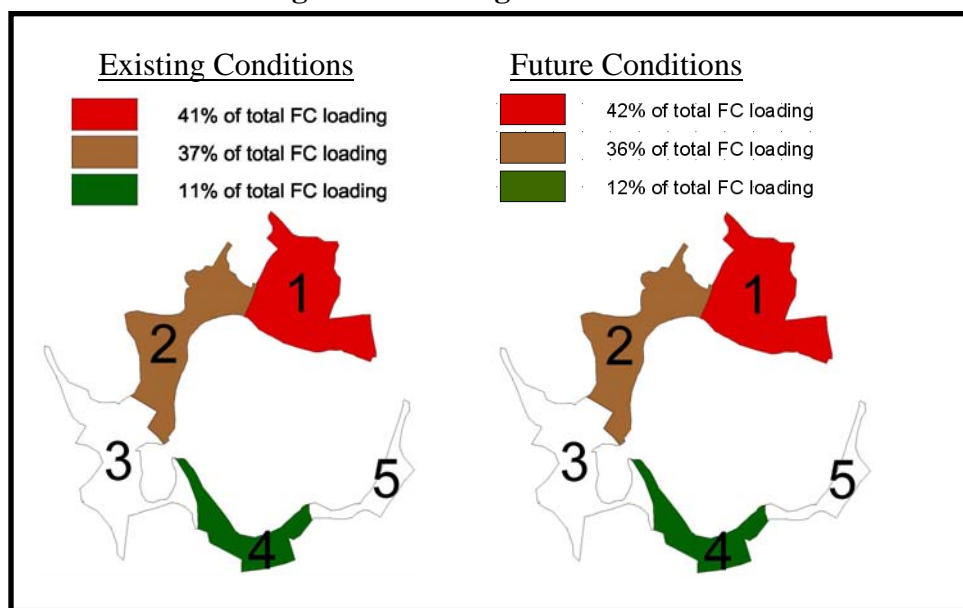 Existing Conditions
41% of total FC loading
37% of total FC loading
11% of total FC loading
1
2
3
4
5
Future Conditions
42% of total FC loading
36% of total FC loading
12% of total FC loading
1
2
3
4
5